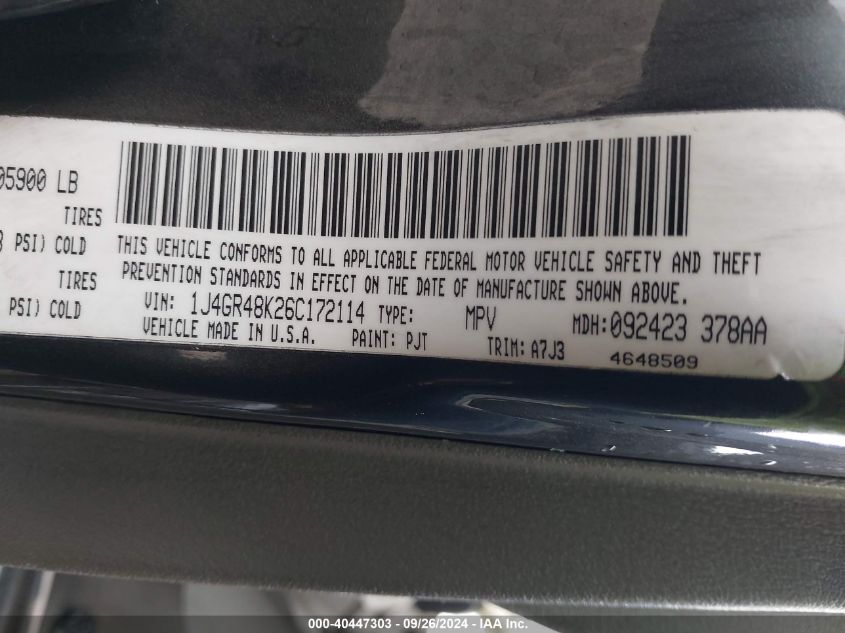 05900 LB
TIRES
PSI) COLD
TIRES
PSI) COLD
THIS VEHICLE CONFORMS TO ALL APPLICABLE FEDERAL MOTOR VEHICLE SAFETY AND THEFT
PREVENTION STANDARDS IN EFFECT ON THE DATE OF MANUFACTURE SHOWN ABOVE.
VIN: 1J4GR48K26C172114 TYPE: MPV MDH:092423 378AA
VEHICLE MADE IN U.S.A. PAINT: PJT TRIM: A7J3 4648509
000-40447303 - 09/26/2024 - IAA Inc.